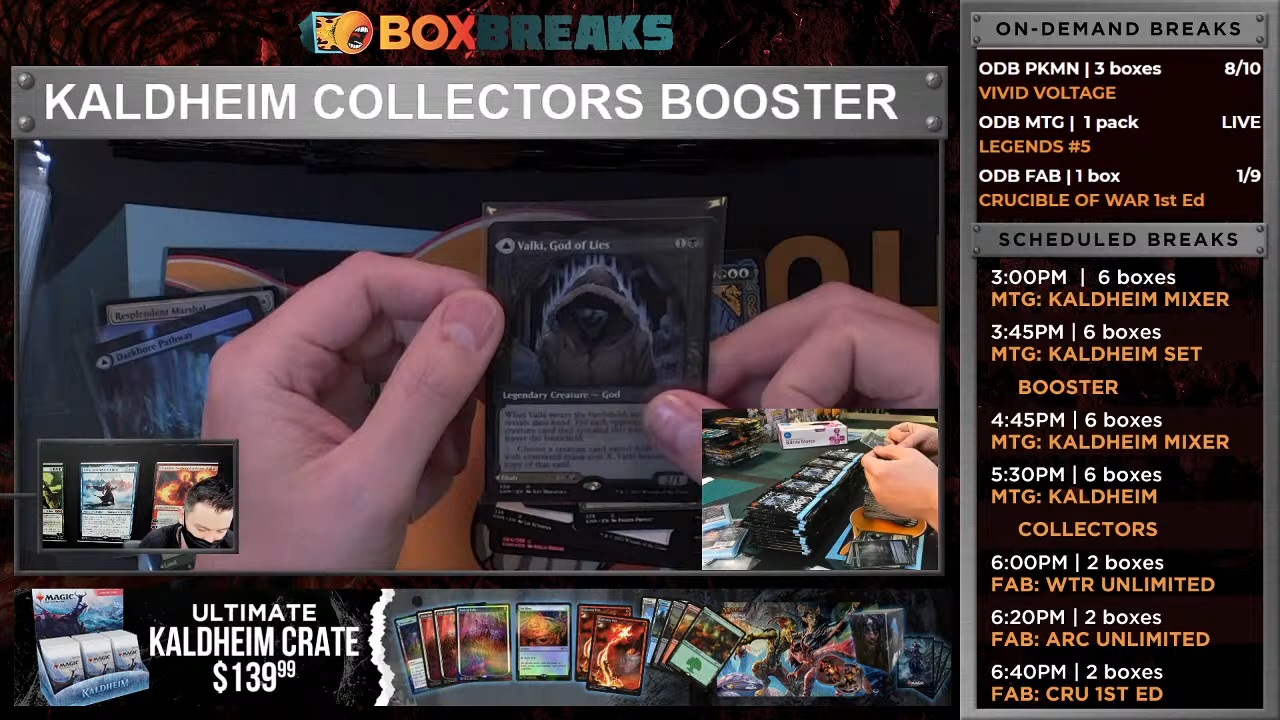 BOXBREAKS
KALDHEIM COLLECTORS BOOSTER
Valki, God of Lies
Resplendent Marshal
Darkbore Pathway
Legendary Creature — God
ULTIMATE
KALDHEIM CRATE
$139.99
MAGIC
KALDHEIM
ON-DEMAND BREAKS
ODB PKMN | 3 boxes 8/10
VIVID VOLTAGE
ODB MTG | 1 pack LIVE
LEGENDS #5
ODB FAB | 1 box 1/9
CRUCIBLE OF WAR 1st Ed
SCHEDULED BREAKS
3:00PM | 6 boxes
MTG: KALDHEIM MIXER
3:45PM | 6 boxes
MTG: KALDHEIM SET
BOOSTER
4:45PM | 6 boxes
MTG: KALDHEIM MIXER
5:30PM | 6 boxes
MTG: KALDHEIM
COLLECTORS
6:00PM | 2 boxes
FAB: WTR UNLIMITED
6:20PM | 2 boxes
FAB: ARC UNLIMITED
6:40PM | 2 boxes
FAB: CRU 1ST ED